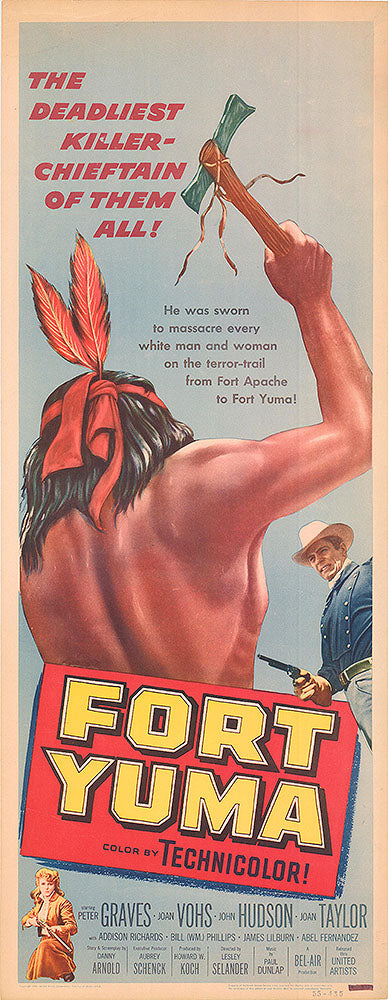 THE
DEADLIEST
KILLER-
CHIEFTAIN
OF THEM
ALL!
He was sworn
to massacre every
white man and woman
on the terror-trail
from Fort Apache
to Fort Yuma!
FORT
YUMA
COLOR BY TECHNICOLOR!
starring PETER GRAVES · JOAN VOHS · JOHN HUDSON · JOAN TAYLOR
with ADDISON RICHARDS · BILL (WM.) PHILLIPS · JAMES LILBURN · ABEL FERNANDEZ
Story & Screenplay by DANNY ARNOLD
Executive Producer AUBREY SCHENCK
Produced by HOWARD W. KOCH
Directed by LESLEY SELANDER
Music by PAUL DUNLAP
A BEL-AIR Production
Released thru UNITED ARTISTS
55-435